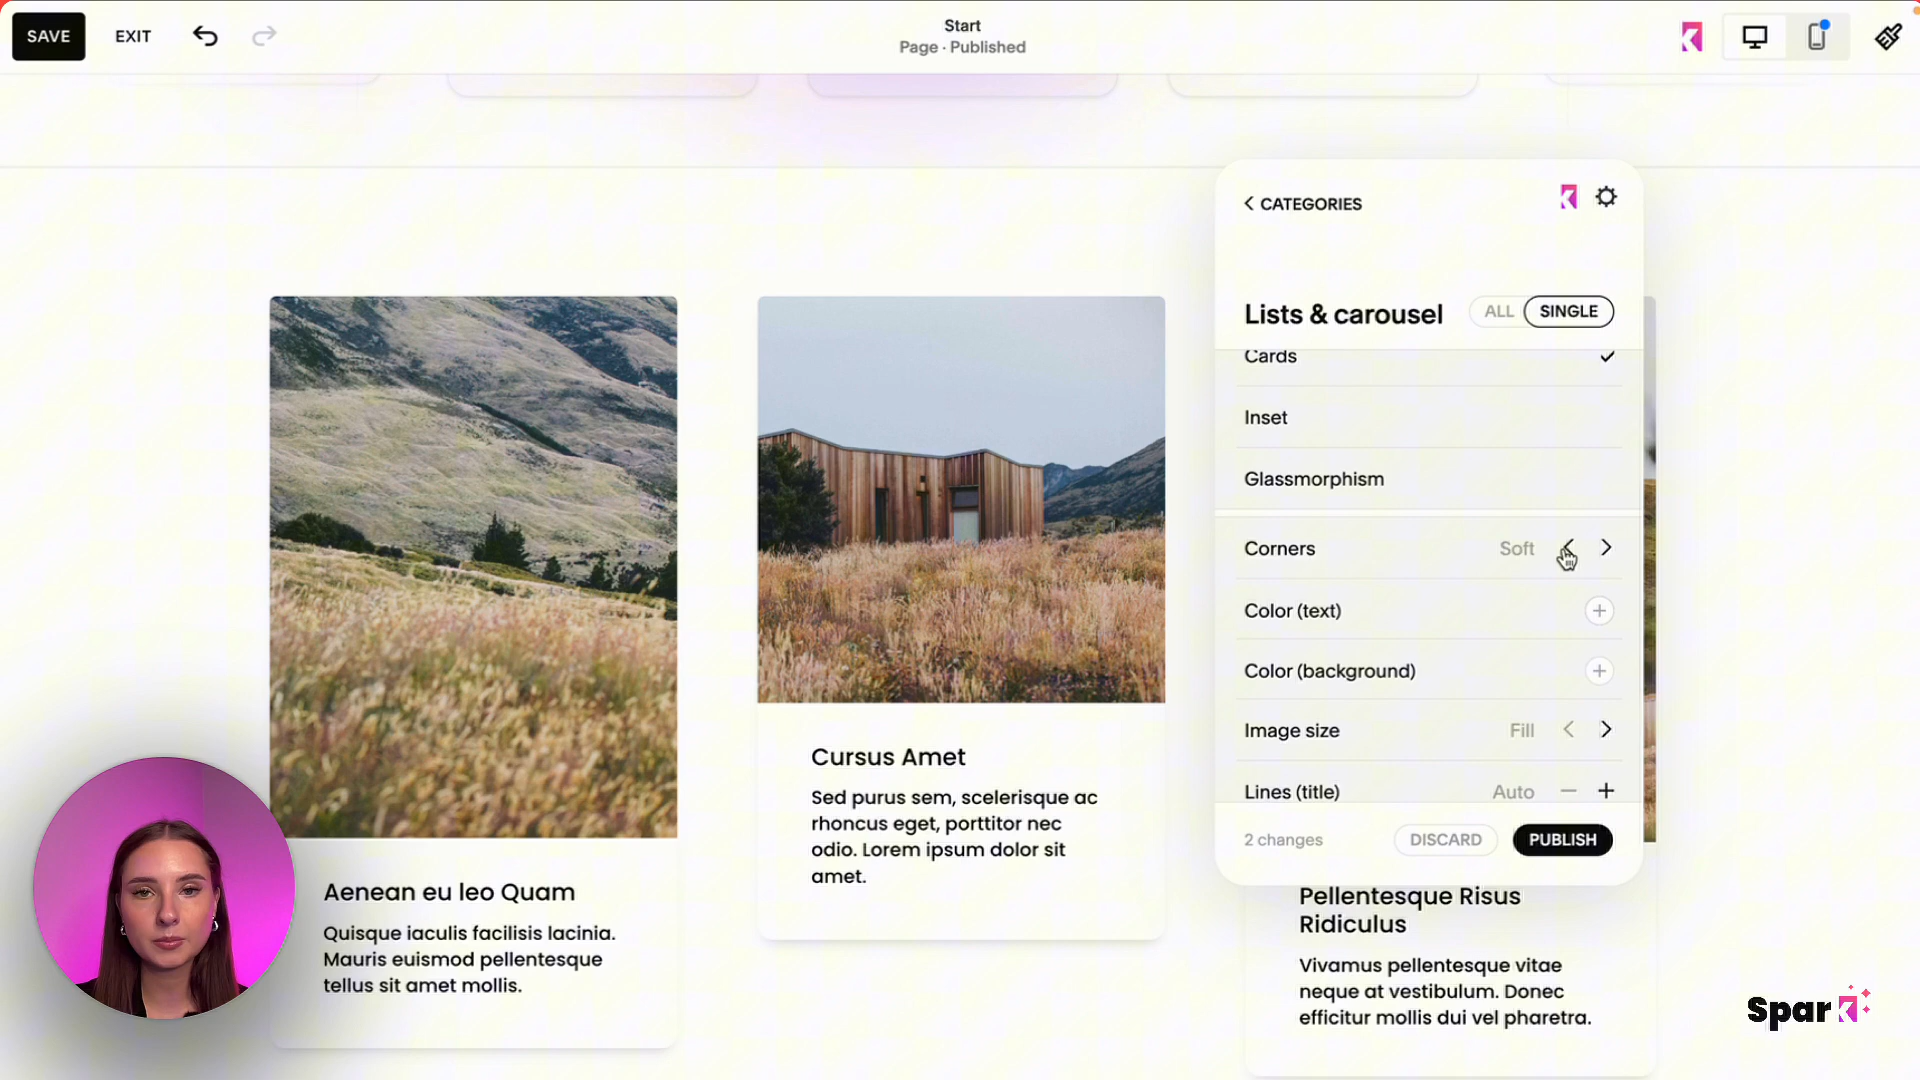 SAVE
EXIT
Start
Page · Published
CATEGORIES
Lists & carousel
ALL
SINGLE
Cards
Inset
Glassmorphism
Corners
Soft
Color (text)
Color (background)
Image size
Fill
Lines (title)
Auto
2 changes
DISCARD
PUBLISH
Aenean eu leo Quam
Quisque iaculis facilisis lacinia.
Mauris euismod pellentesque
tellus sit amet mollis.
Cursus Amet
Sed purus sem, scelerisque ac
rhoncus eget, porttitor nec
odio. Lorem ipsum dolor sit
amet.
Pellentesque Risus
Ridiculus
Vivamus pellentesque vitae
neque at vestibulum. Donec
efficitur mollis dui vel pharetra.
Spark